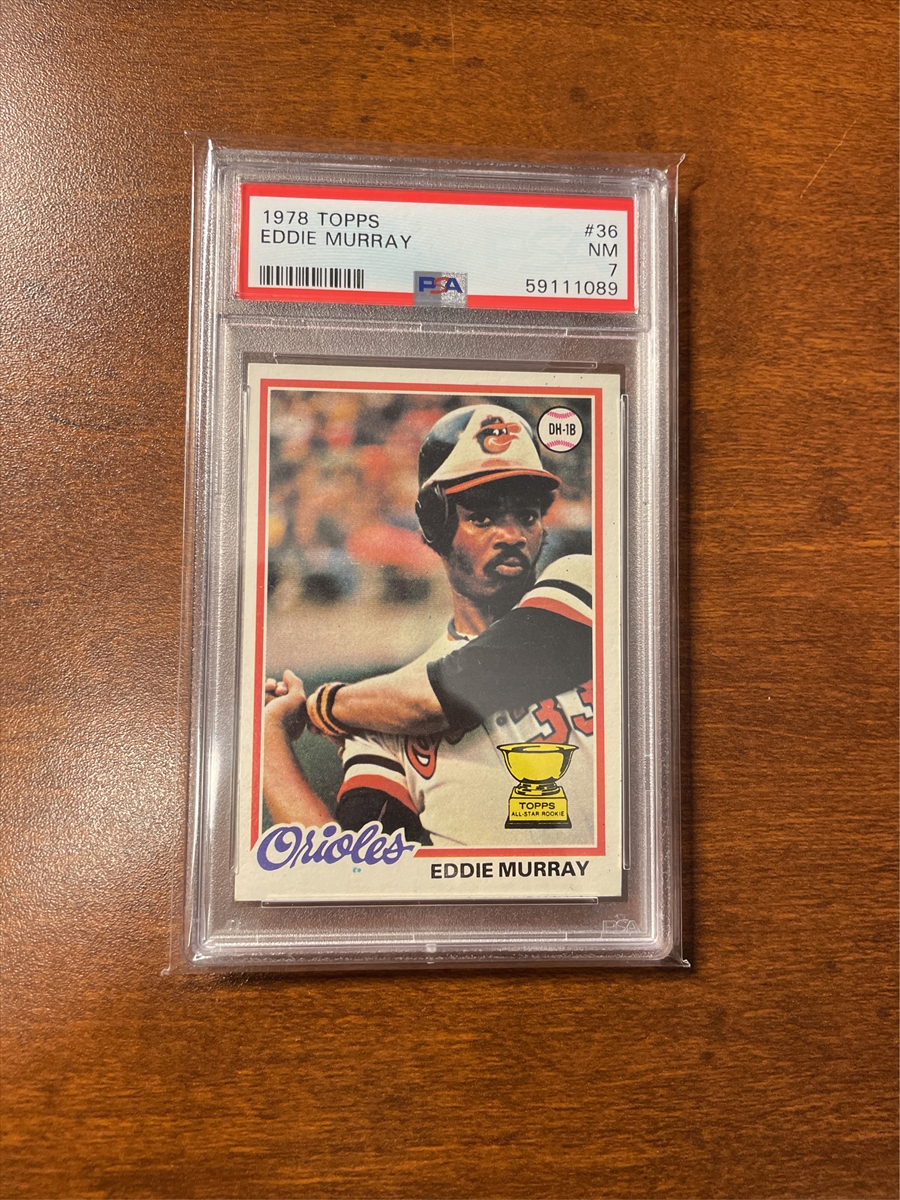 1978 TOPPS #36
EDDIE MURRAY NM
7
PSA 59111089
DH-1B
33
TOPPS
ALL-STAR ROOKIE
Orioles
EDDIE MURRAY
PSA